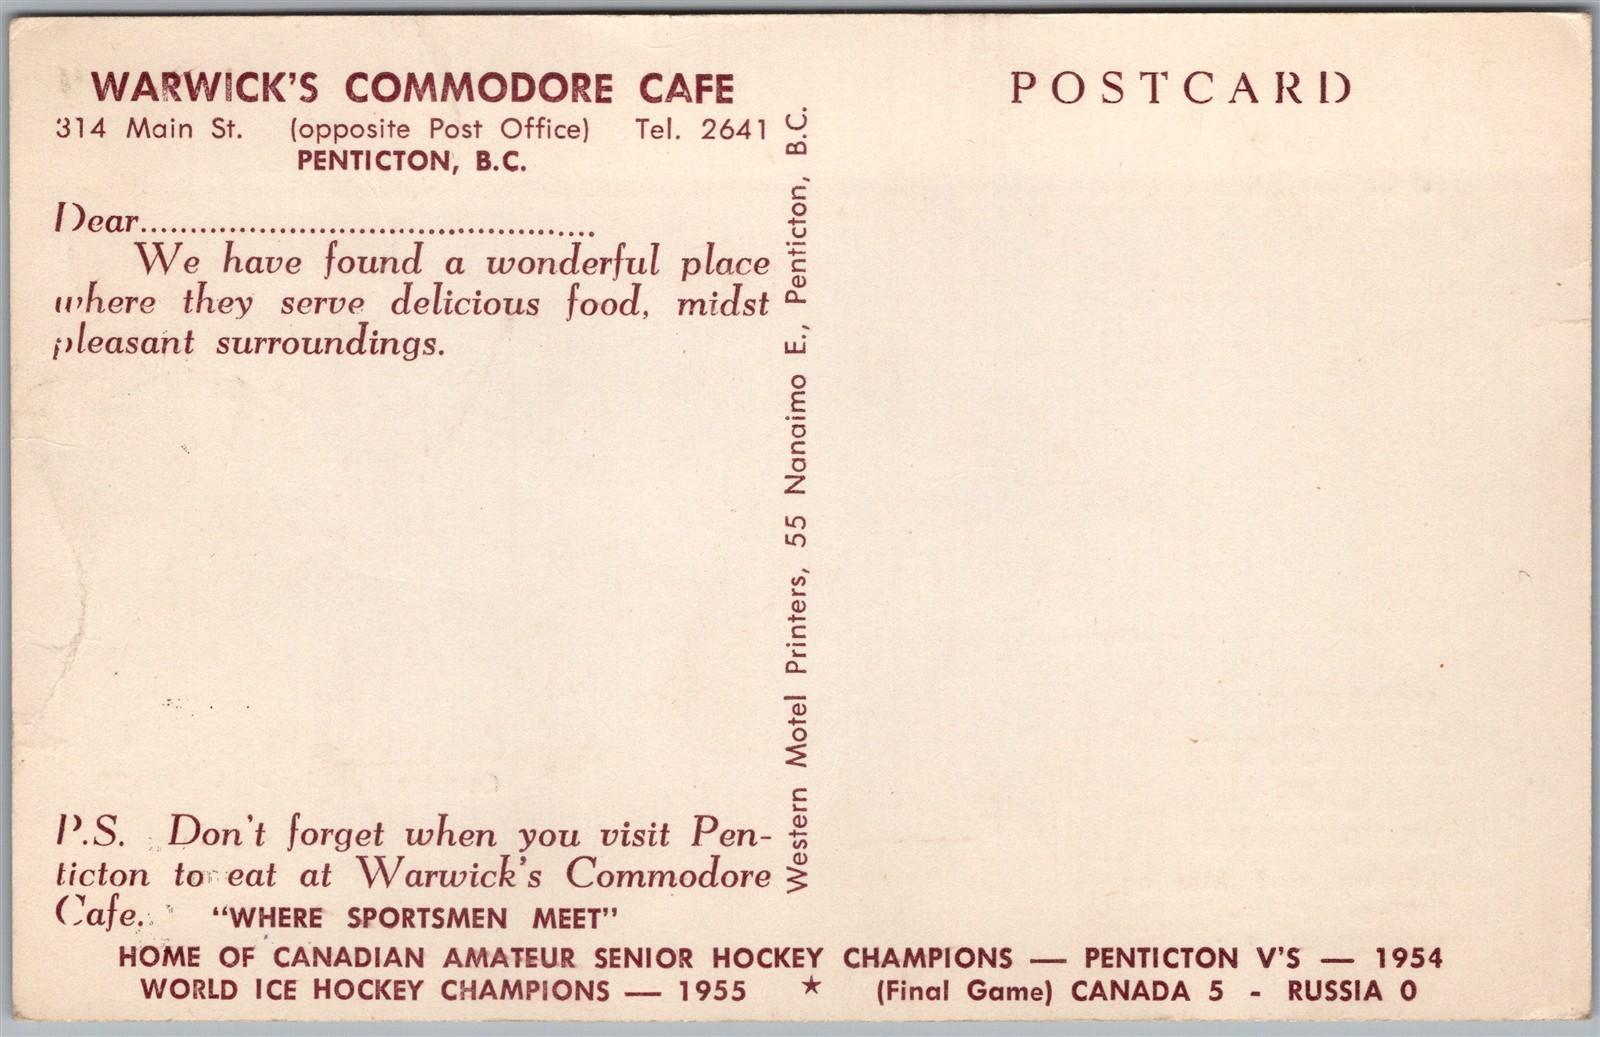 WARWICK'S COMMODORE CAFE
314 Main St. (opposite Post Office) Tel. 2641
PENTICTON, B.C.
Dear..............................................
We have found a wonderful place
where they serve delicious food, midst
pleasant surroundings.
P.S. Don't forget when you visit Pen-
ticton to eat at Warwick's Commodore
Cafe. "WHERE SPORTSMEN MEET"
HOME OF CANADIAN AMATEUR SENIOR HOCKEY CHAMPIONS — PENTICTON V'S — 1954
WORLD ICE HOCKEY CHAMPIONS — 1955 ★ (Final Game) CANADA 5 - RUSSIA 0
Western Motel Printers, 55 Nanaimo E., Penticton, B.C.
POSTCARD